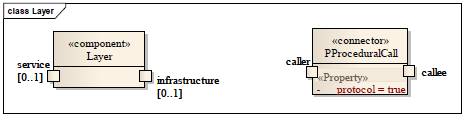 class Layer
«component»
Layer
service
[0..1]
infrastructure
[0..1]
«connector»
PProceduralCall
caller
callee
«Property»
- protocol = true